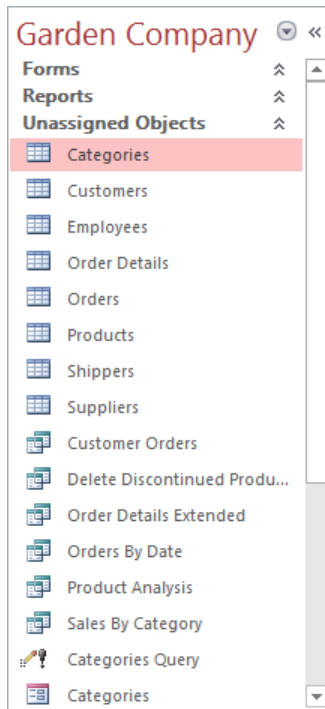 Garden Company
Forms
Reports
Unassigned Objects
Categories
Customers
Employees
Order Details
Orders
Products
Shippers
Suppliers
Customer Orders
Delete Discontinued Produ...
Order Details Extended
Orders By Date
Product Analysis
Sales By Category
Categories Query
Categories